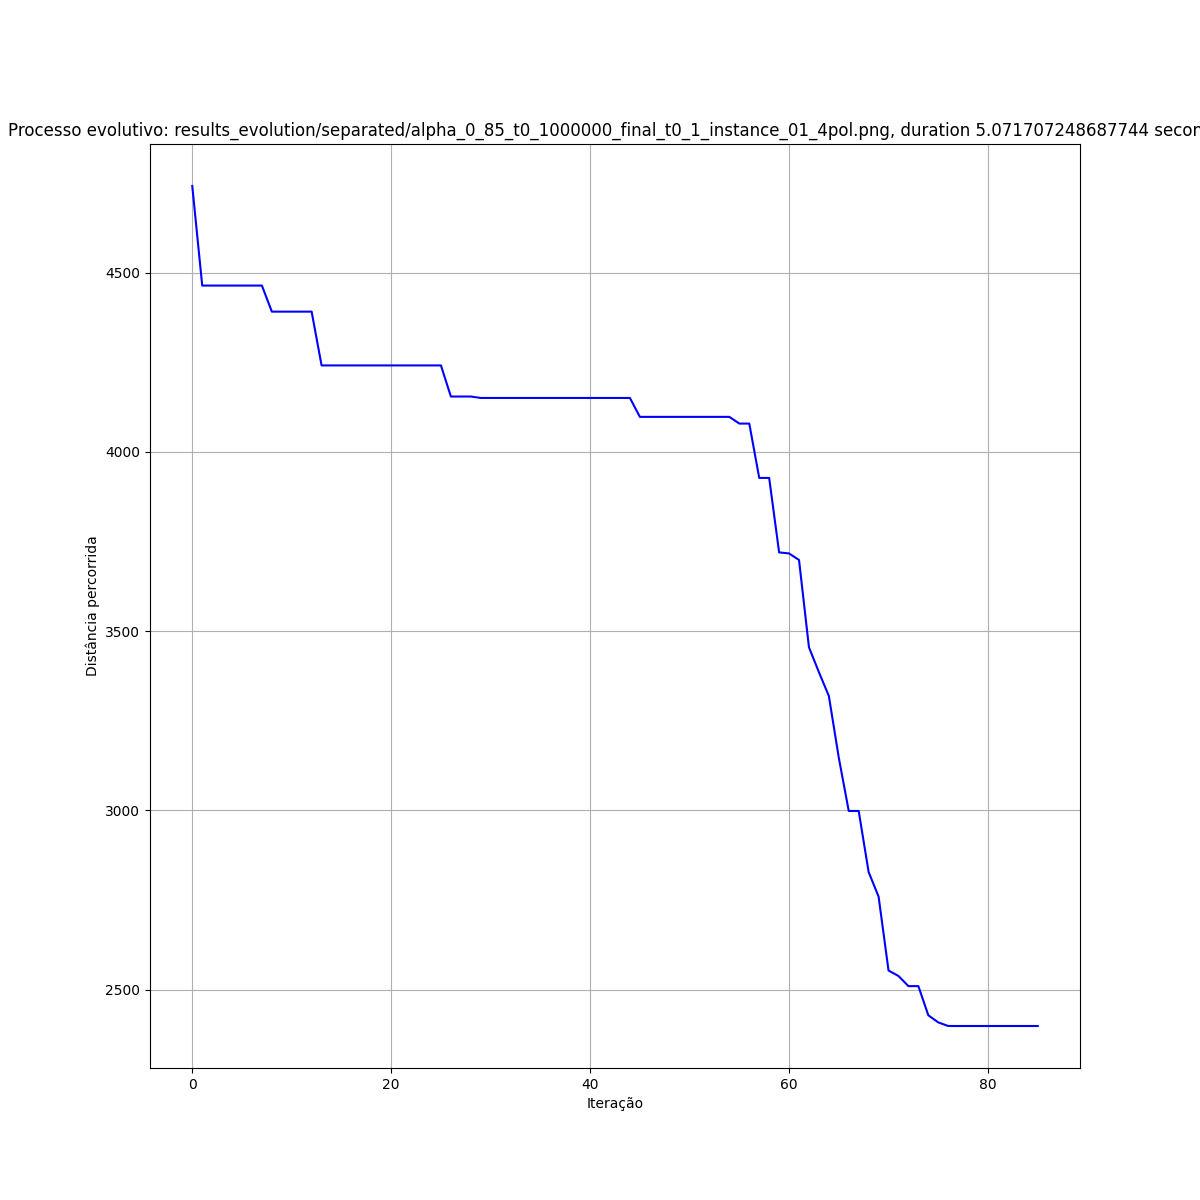 Processo evolutivo: results_evolution/separated/alpha_0_85_t0_1000000_final_t0_1_instance_01_4pol.png, duration 5.071707248687744
4500
4000
3500
3000
2500
Distância percorrida
0 20 40 60 80
Iteração